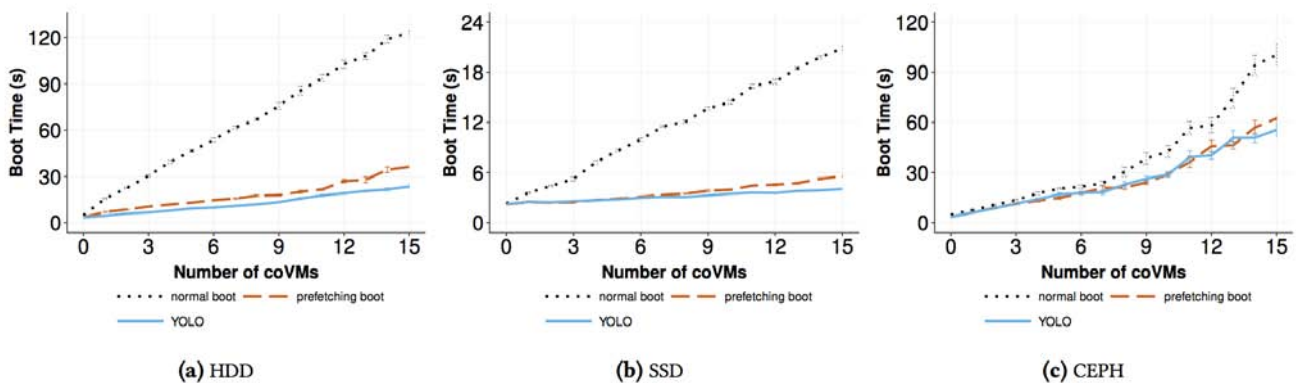 120
90
60
30
0
Boot Time (s)
0 3 6 9 12 15
Number of coVMs
normal boot prefetching boot
YOLO
(a) HDD
24
18
12
6
0
Boot Time (s)
0 3 6 9 12 15
Number of coVMs
normal boot prefetching boot
YOLO
(b) SSD
120
90
60
30
0
Boot Time (s)
0 3 6 9 12 15
Number of coVMs
normal boot prefetching boot
YOLO
(c) CEPH